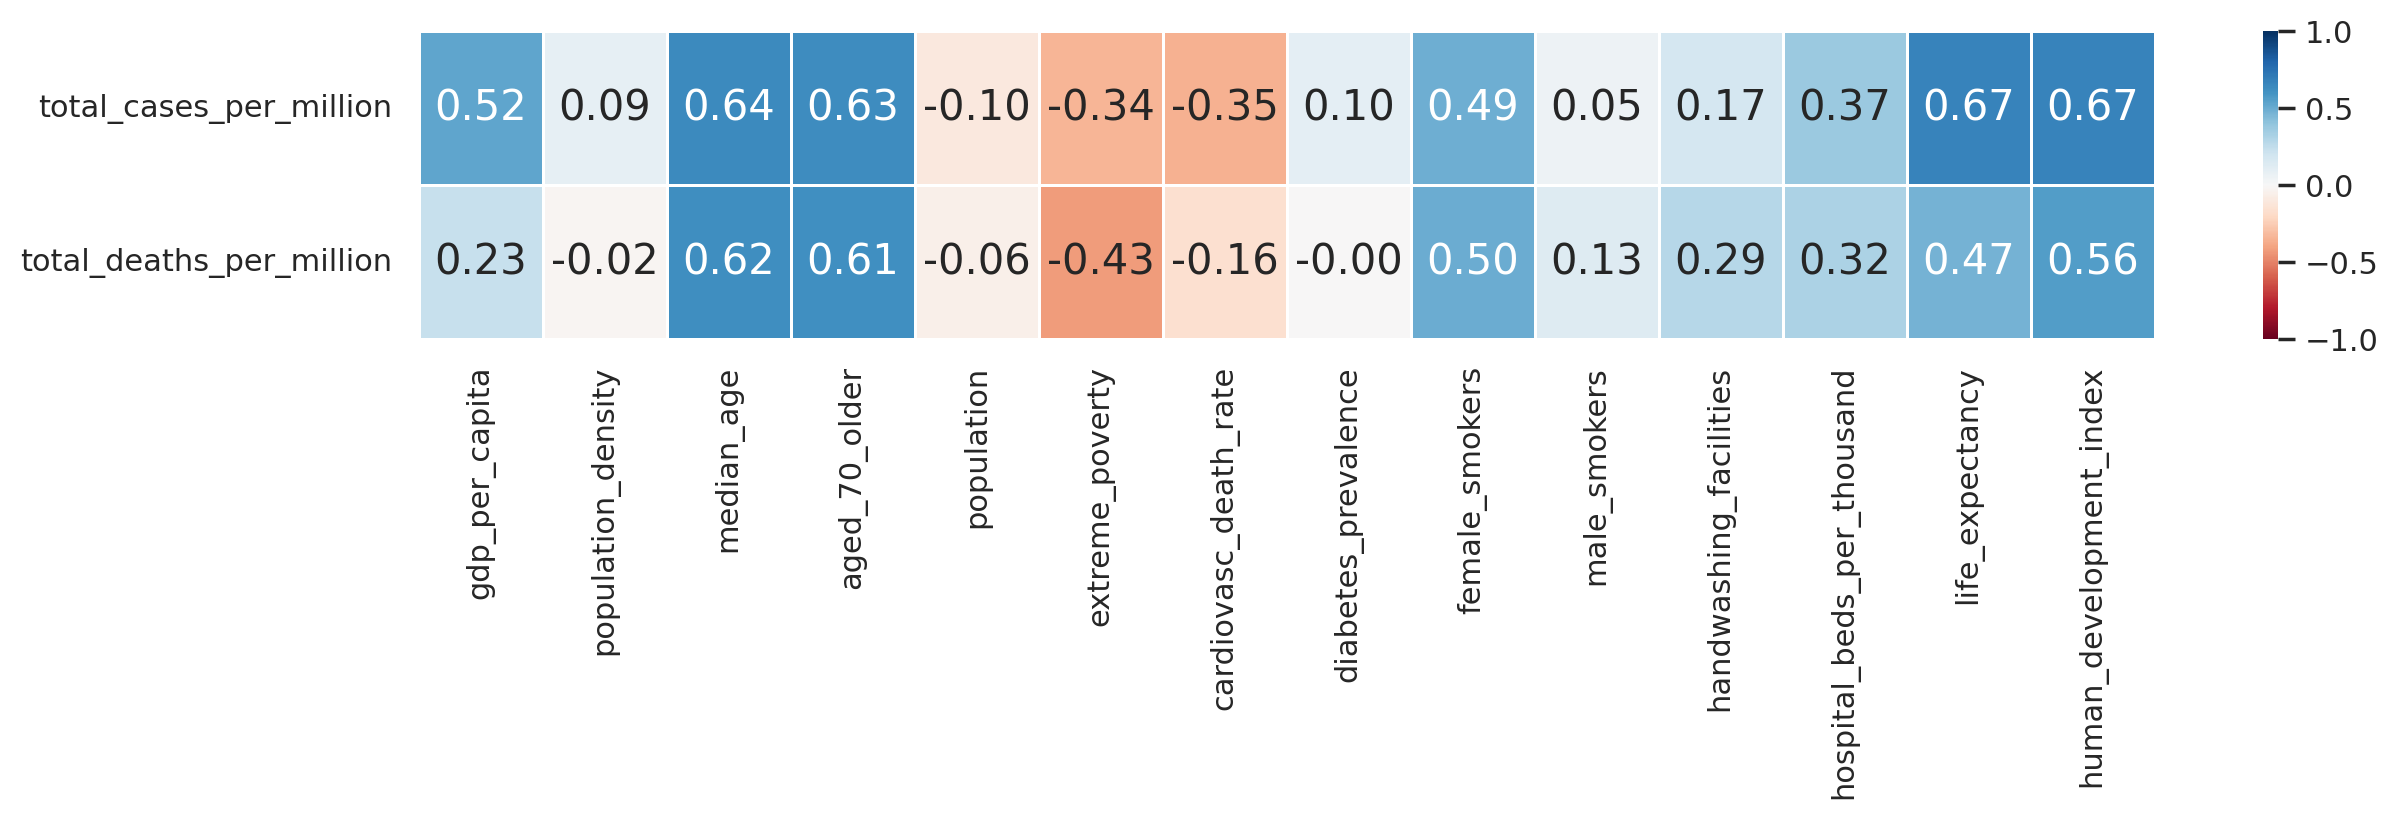 total_cases_per_million 0.52 0.09 0.64 0.63 -0.10 -0.34 -0.35 0.10 0.49 0.05 0.17 0.37 0.67 0.67
total_deaths_per_million 0.23 -0.02 0.62 0.61 -0.06 -0.43 -0.16 -0.00 0.50 0.13 0.29 0.32 0.47 0.56
gdp_per_capita
population_density
median_age
aged_70_older
population
extreme_poverty
cardiovasc_death_rate
diabetes_prevalence
female_smokers
male_smokers
handwashing_facilities
hospital_beds_per_thousand
life_expectancy
human_development_index
1.0
0.5
0.0
−0.5
−1.0